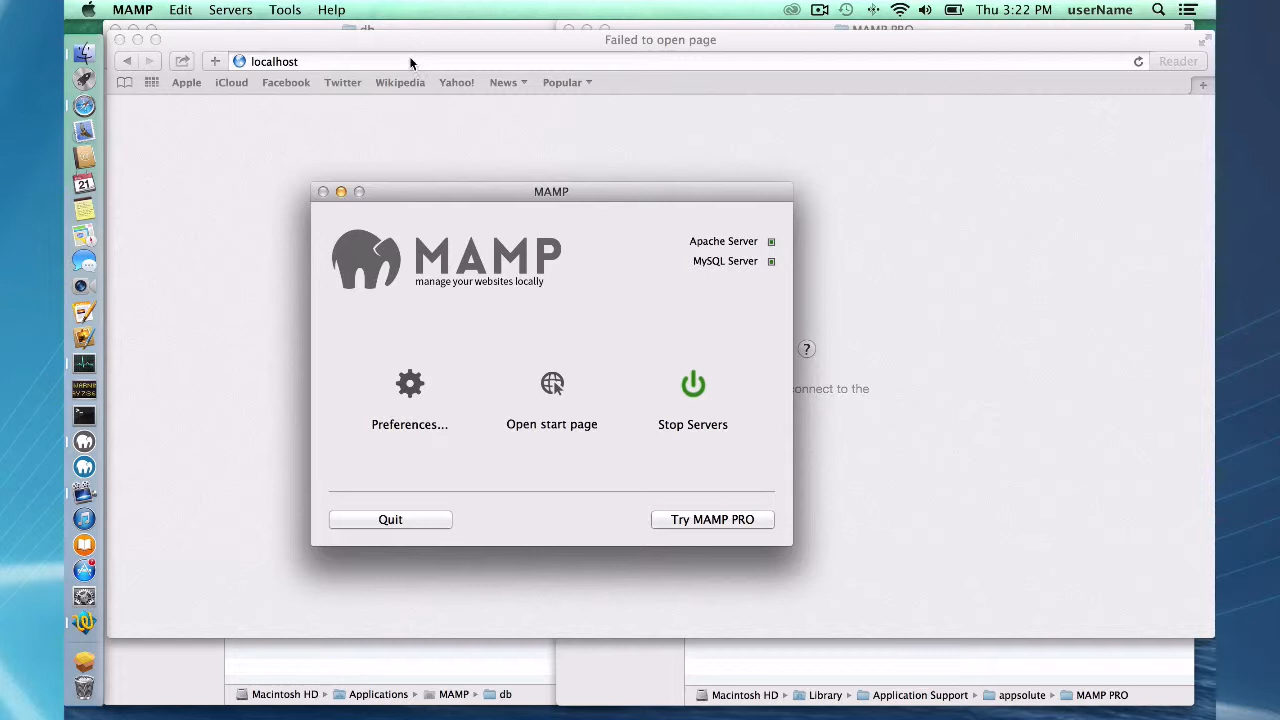 MAMP Edit Servers Tools Help Thu 3:22 PM userName
Failed to open page
localhost Reader
Apple iCloud Facebook Twitter Wikipedia Yahoo! News Popular
MAMP
MAMP
manage your websites locally
Apache Server
MySQL Server
?
onnect to the
Preferences... Open start page Stop Servers
Quit Try MAMP PRO
21
Macintosh HD Applications MAMP
Macintosh HD Library Application Support appsolute MAMP PRO